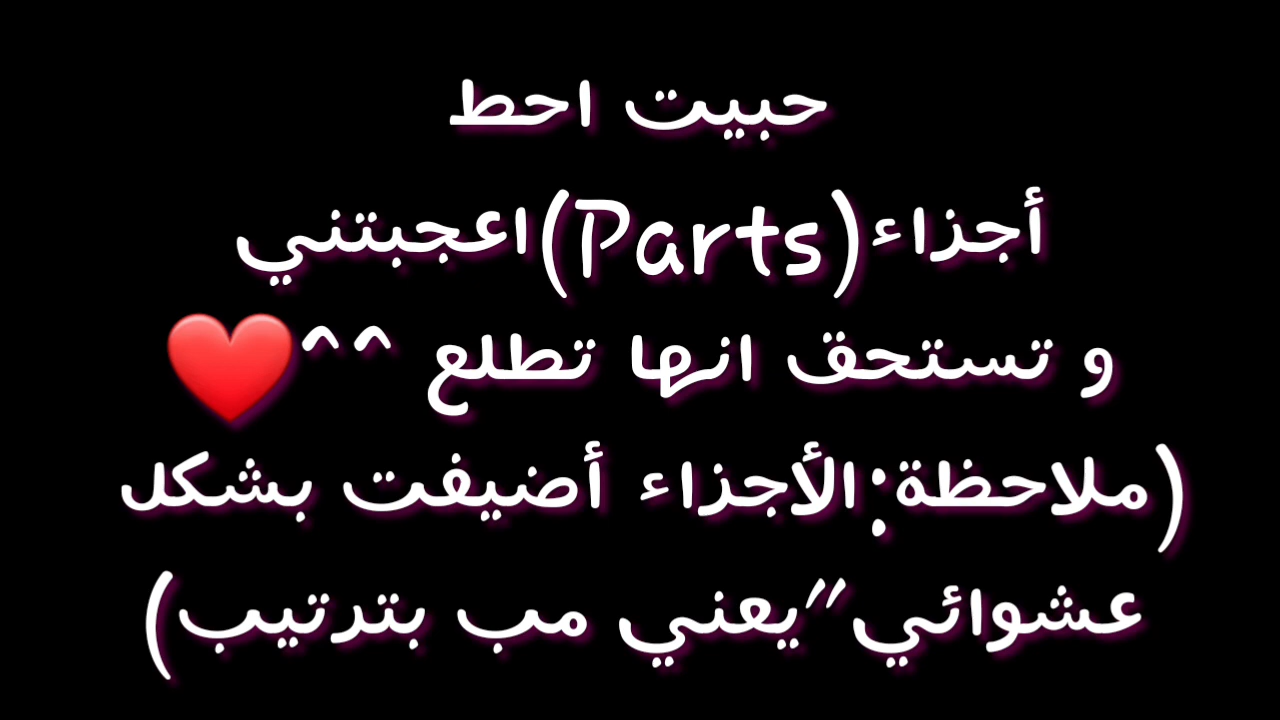 حبيت احط
أجزاء(Parts)اعجبتني
و تستحق انها تطلع ^^❤️
(ملاحظة:الأجزاء أضيفت بشكل
عشوائي"يعني مب بترتيب)